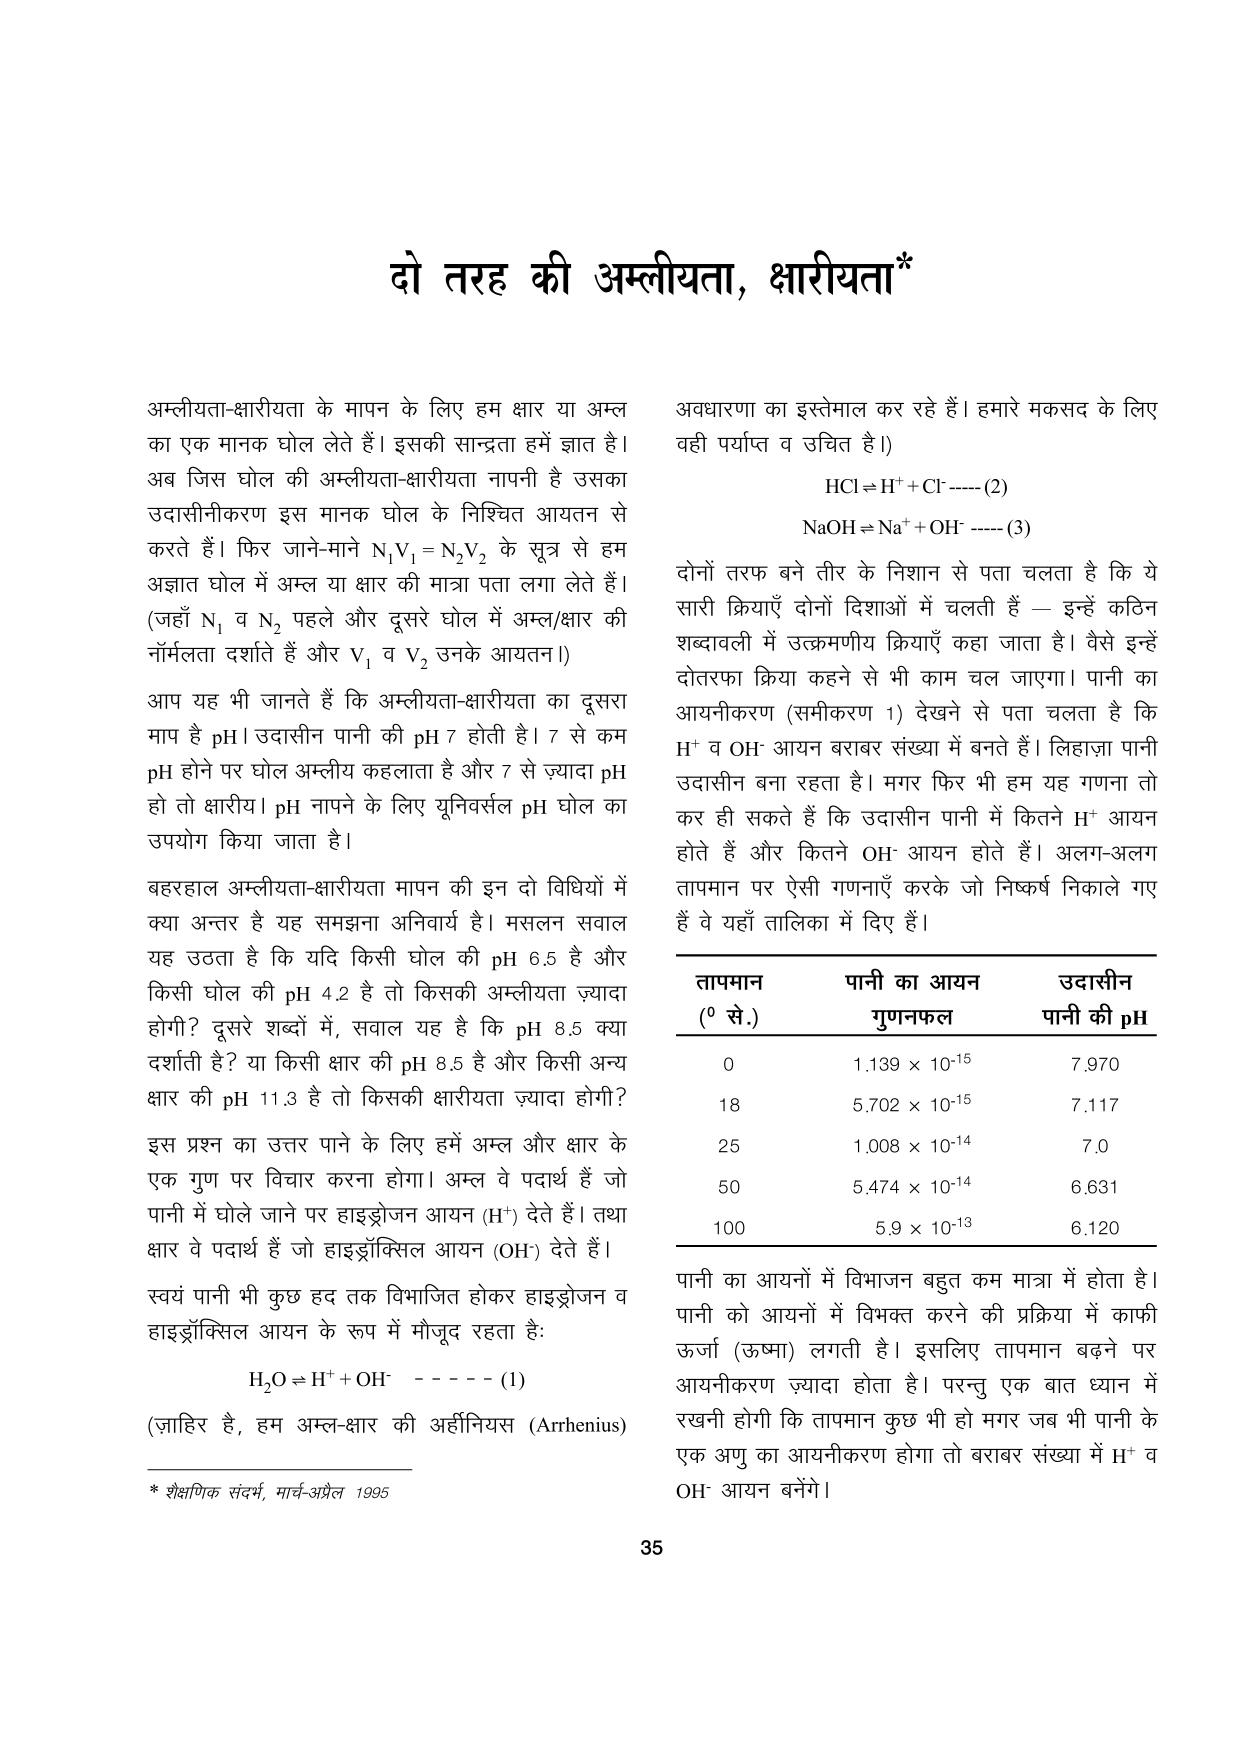 दो तरह की अम्लीयता, क्षारीयता*
अम्लीयता-क्षारीयता के मापन के लिए हम क्षार या अम्ल
का एक मानक घोल लेते हैं। इसकी सान्द्रता हमें ज्ञात है।
अब जिस घोल की अम्लीयता-क्षारीयता नापनी है उसका
उदासीनीकरण इस मानक घोल के निश्चित आयतन से
करते हैं। फिर जाने-माने N₁V₁ = N₂V₂ के सूत्र से हम
अज्ञात घोल में अम्ल या क्षार की मात्रा पता लगा लेते हैं।
(जहाँ N₁ व N₂ पहले और दूसरे घोल में अम्ल/क्षार की
नॉर्मलता दर्शाते हैं और V₁ व V₂ उनके आयतन।)
आप यह भी जानते हैं कि अम्लीयता-क्षारीयता का दूसरा
माप है pH। उदासीन पानी की pH 7 होती है। 7 से कम
pH होने पर घोल अम्लीय कहलाता है और 7 से ज़्यादा pH
हो तो क्षारीय। pH नापने के लिए यूनिवर्सल pH घोल का
उपयोग किया जाता है।
बहरहाल अम्लीयता-क्षारीयता मापन की इन दो विधियों में
क्या अन्तर है यह समझना अनिवार्य है। मसलन सवाल
यह उठता है कि यदि किसी घोल की pH 6.5 है और
किसी घोल की pH 4.2 है तो किसकी अम्लीयता ज़्यादा
होगी? दूसरे शब्दों में, सवाल यह है कि pH 8.5 क्या
दर्शाती है? या किसी क्षार की pH 8.5 है और किसी अन्य
क्षार की pH 11.3 है तो किसकी क्षारीयता ज़्यादा होगी?
इस प्रश्न का उत्तर पाने के लिए हमें अम्ल और क्षार के
एक गुण पर विचार करना होगा। अम्ल वे पदार्थ हैं जो
पानी में घोले जाने पर हाइड्रोजन आयन (H⁺) देते हैं। तथा
क्षार वे पदार्थ हैं जो हाइड्रॉक्सिल आयन (OH⁻) देते हैं।
स्वयं पानी भी कुछ हद तक विभाजित होकर हाइड्रोजन व
हाइड्रॉक्सिल आयन के रूप में मौजूद रहता हैः
H₂O ⇌ H⁺ + OH⁻ - - - - - (1)
(ज़ाहिर है, हम अम्ल-क्षार की अर्हीनियस (Arrhenius)
* शैक्षणिक संदर्भ, मार्च-अप्रैल 1995
अवधारणा का इस्तेमाल कर रहे हैं। हमारे मकसद के लिए
वही पर्याप्त व उचित है।)
HCl ⇌ H⁺ + Cl⁻ ----- (2)
NaOH ⇌ Na⁺ + OH⁻ ----- (3)
दोनों तरफ बने तीर के निशान से पता चलता है कि ये
सारी क्रियाएँ दोनों दिशाओं में चलती हैं — इन्हें कठिन
शब्दावली में उत्क्रमणीय क्रियाएँ कहा जाता है। वैसे इन्हें
दोतरफा क्रिया कहने से भी काम चल जाएगा। पानी का
आयनीकरण (समीकरण 1) देखने से पता चलता है कि
H⁺ व OH⁻ आयन बराबर संख्या में बनते हैं। लिहाज़ा पानी
उदासीन बना रहता है। मगर फिर भी हम यह गणना तो
कर ही सकते हैं कि उदासीन पानी में कितने H⁺ आयन
होते हैं और कितने OH⁻ आयन होते हैं। अलग-अलग
तापमान पर ऐसी गणनाएँ करके जो निष्कर्ष निकाले गए
हैं वे यहाँ तालिका में दिए हैं।
तापमान पानी का आयन उदासीन
(⁰ से.) गुणनफल पानी की pH
0 1.139 × 10⁻¹⁵ 7.970
18 5.702 × 10⁻¹⁵ 7.117
25 1.008 × 10⁻¹⁴ 7.0
50 5.474 × 10⁻¹⁴ 6.631
100 5.9 × 10⁻¹³ 6.120
पानी का आयनों में विभाजन बहुत कम मात्रा में होता है।
पानी को आयनों में विभक्त करने की प्रक्रिया में काफी
ऊर्जा (ऊष्मा) लगती है। इसलिए तापमान बढ़ने पर
आयनीकरण ज़्यादा होता है। परन्तु एक बात ध्यान में
रखनी होगी कि तापमान कुछ भी हो मगर जब भी पानी के
एक अणु का आयनीकरण होगा तो बराबर संख्या में H⁺ व
OH⁻ आयन बनेंगे।
35